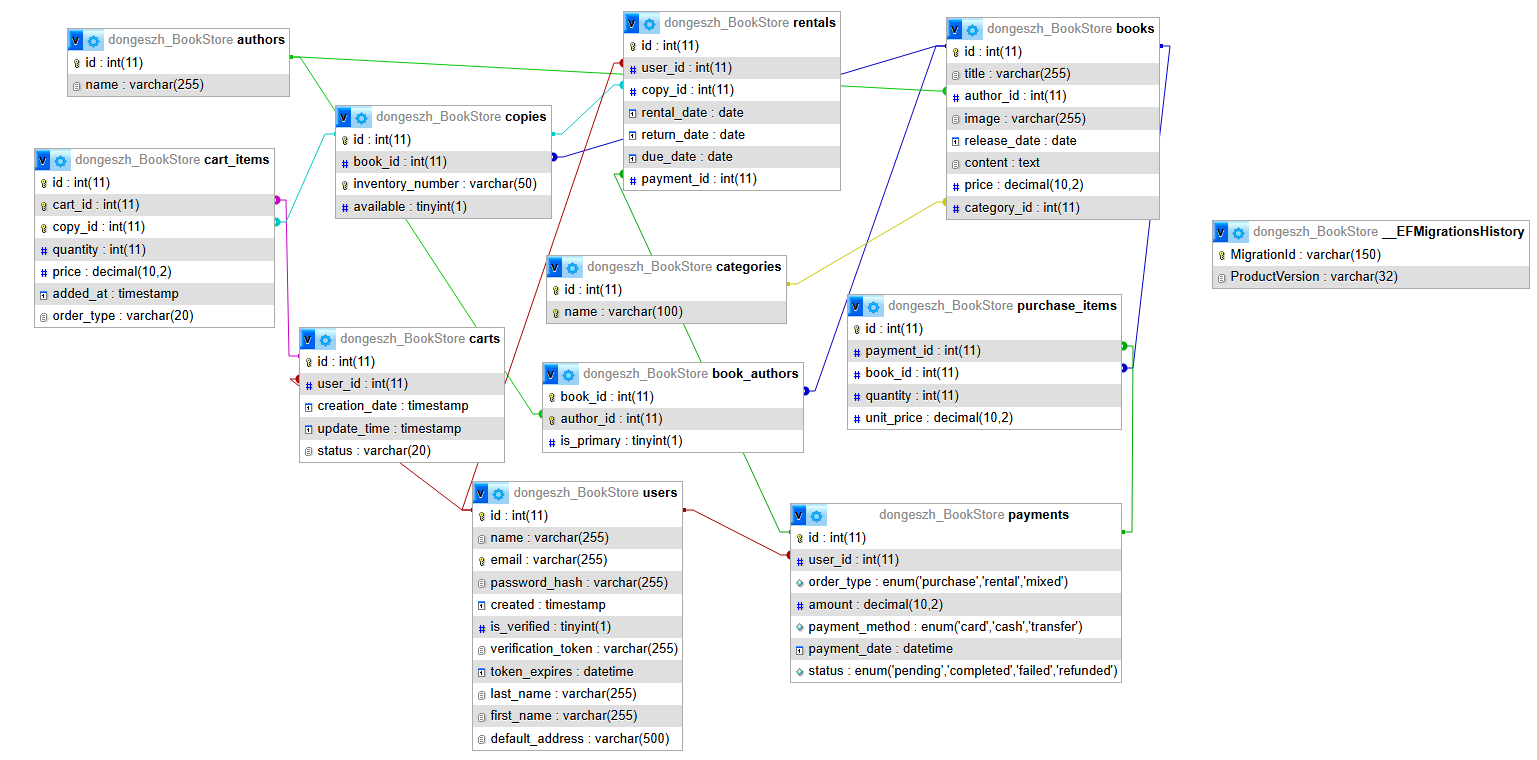 dongeszh_BookStore authors
id : int(11)
name : varchar(255)
dongeszh_BookStore copies
id : int(11)
book_id : int(11)
inventory_number : varchar(50)
available : tinyint(1)
dongeszh_BookStore rentals
id : int(11)
user_id : int(11)
copy_id : int(11)
rental_date : date
return_date : date
due_date : date
payment_id : int(11)
dongeszh_BookStore books
id : int(11)
title : varchar(255)
author_id : int(11)
image : varchar(255)
release_date : date
content : text
price : decimal(10,2)
category_id : int(11)
dongeszh_BookStore cart_items
id : int(11)
cart_id : int(11)
copy_id : int(11)
quantity : int(11)
price : decimal(10,2)
added_at : timestamp
order_type : varchar(20)
dongeszh_BookStore __EFMigrationsHistory
MigrationId : varchar(150)
ProductVersion : varchar(32)
dongeszh_BookStore categories
id : int(11)
name : varchar(100)
dongeszh_BookStore purchase_items
id : int(11)
payment_id : int(11)
book_id : int(11)
quantity : int(11)
unit_price : decimal(10,2)
dongeszh_BookStore carts
id : int(11)
user_id : int(11)
creation_date : timestamp
update_time : timestamp
status : varchar(20)
dongeszh_BookStore book_authors
book_id : int(11)
author_id : int(11)
is_primary : tinyint(1)
dongeszh_BookStore users
id : int(11)
name : varchar(255)
email : varchar(255)
password_hash : varchar(255)
created : timestamp
is_verified : tinyint(1)
verification_token : varchar(255)
token_expires : datetime
last_name : varchar(255)
first_name : varchar(255)
default_address : varchar(500)
dongeszh_BookStore payments
id : int(11)
user_id : int(11)
order_type : enum('purchase','rental','mixed')
amount : decimal(10,2)
payment_method : enum('card','cash','transfer')
payment_date : datetime
status : enum('pending','completed','failed','refunded')